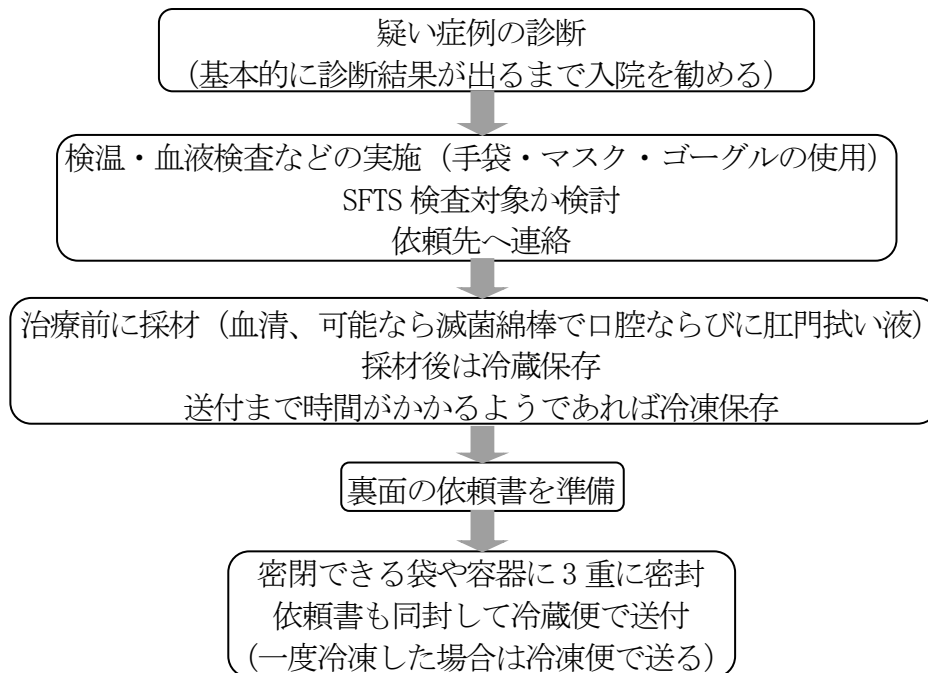 疑い症例の診断
（基本的に診断結果が出るまで入院を勧める）
検温・血液検査などの実施（手袋・マスク・ゴーグルの使用）
SFTS 検査対象か検討
依頼先へ連絡
治療前に採材（血清、可能なら滅菌綿棒で口腔ならびに肛門拭い液）
採材後は冷蔵保存
送付まで時間がかかるようであれば冷凍保存
裏面の依頼書を準備
密閉できる袋や容器に 3 重に密封
依頼書も同封して冷蔵便で送付
（一度冷凍した場合は冷凍便で送る）